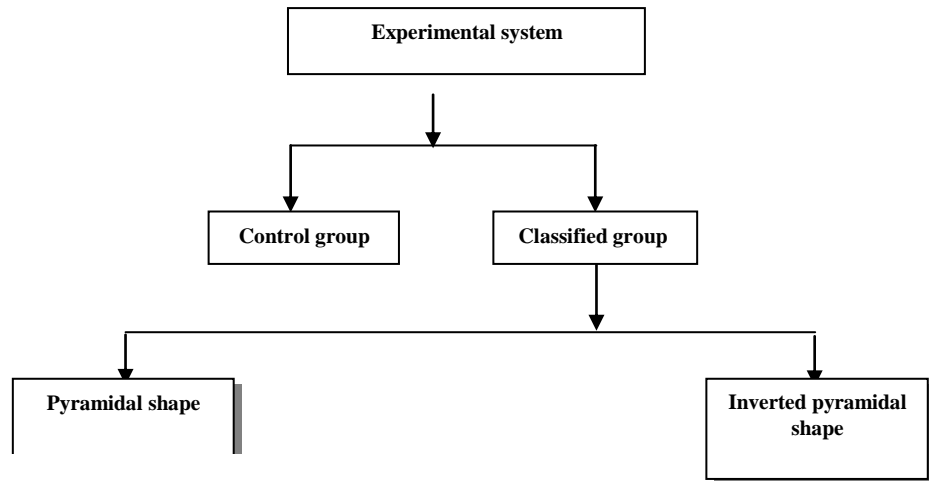 Experimental system
Control group
Classified group
Pyramidal shape
Inverted pyramidal
shape